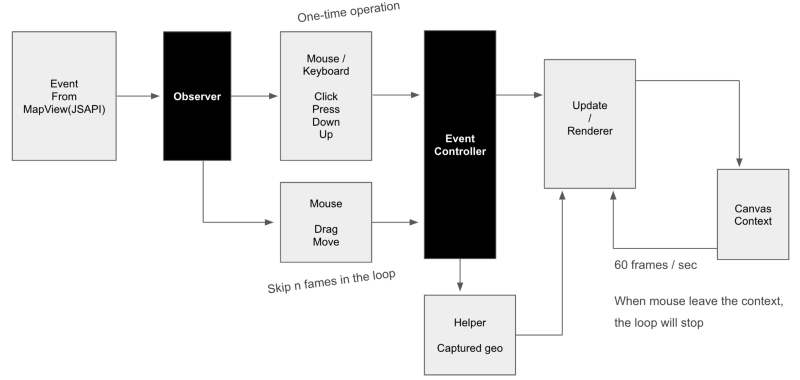 One-time operation
Event
From
MapView(JSAPI)
Observer
Mouse /
Keyboard
Click
Press
Down
Up
Mouse
Drag
Move
Skip n fames in the loop
Event
Controller
Helper
Captured geo
Update
/
Renderer
Canvas
Context
60 frames / sec
When mouse leave the context,
the loop will stop